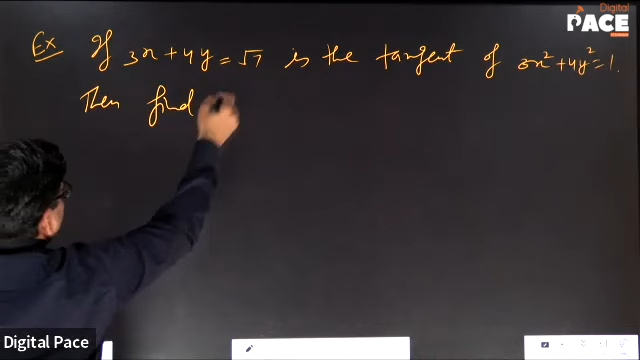 Digital
PACE
Ex If 3x + 4y = √7 is the tangent of 3x² + 4y² = 1.
Then find
Digital Pace